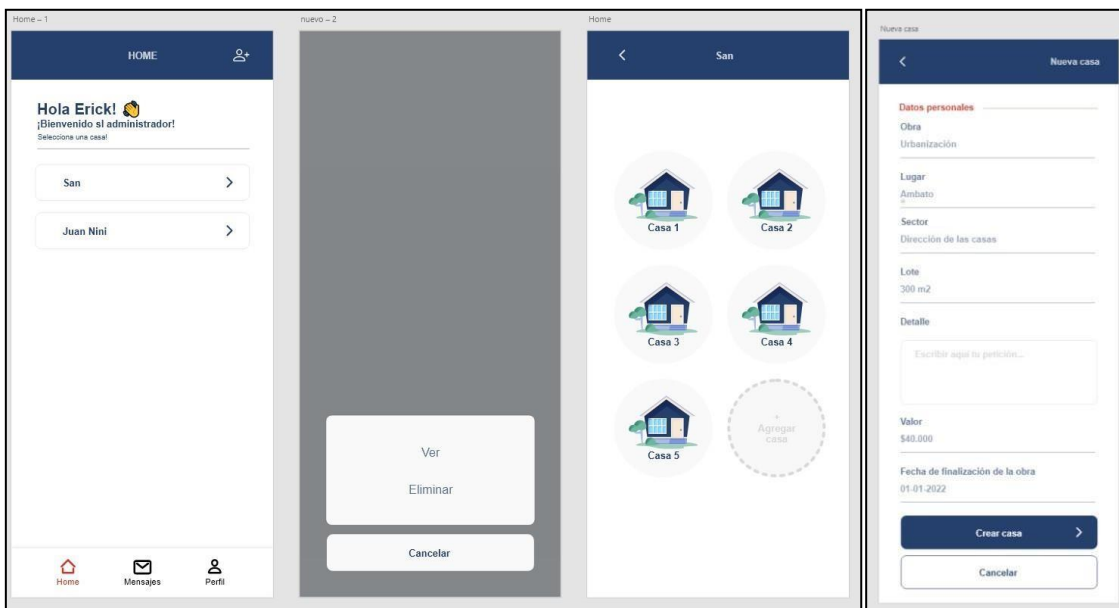 Home – 1
HOME
Hola Erick! 👋
¡Bienvenido sl administrador!
Selecciona una casa!
San
Juan Nini
Home
Mensajes
Perfil
nuevo – 2
Ver
Eliminar
Cancelar
Home
San
Casa 1
Casa 2
Casa 3
Casa 4
Casa 5
+
Agregar
casa
Nueva casa
Nueva casa
Datos personales
Obra
Urbanización
Lugar
Ambato
Sector
Dirección de las casas
Lote
300 m2
Detalle
Escribir aquí tu petición...
Valor
$40.000
Fecha de finalización de la obra
01-01-2022
Crear casa
Cancelar